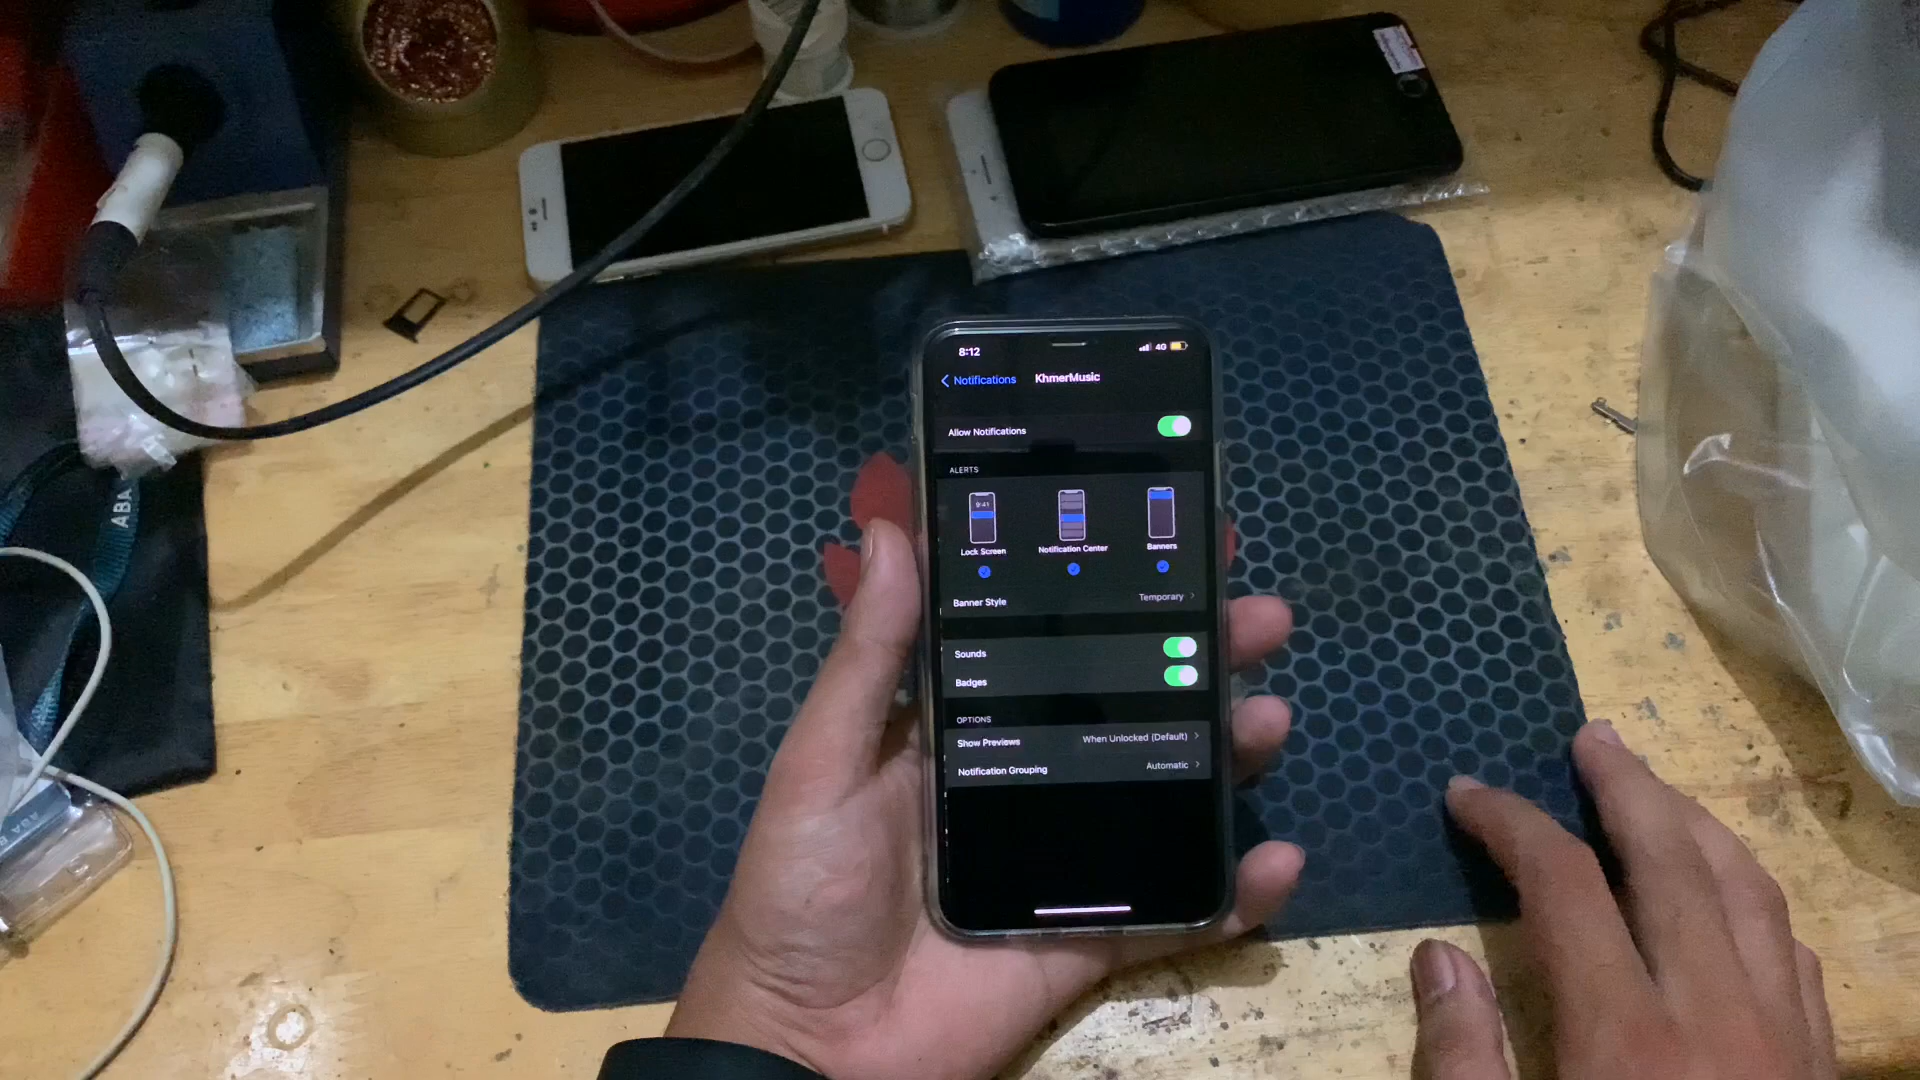 8:12
4G
Notifications
KhmerMusic
Allow Notifications
ALERTS
9:41
Lock Screen
Notification Center
Banners
Banner Style
Temporary
Sounds
Badges
OPTIONS
Show Previews
When Unlocked (Default)
Notification Grouping
Automatic
ABA
ABA B